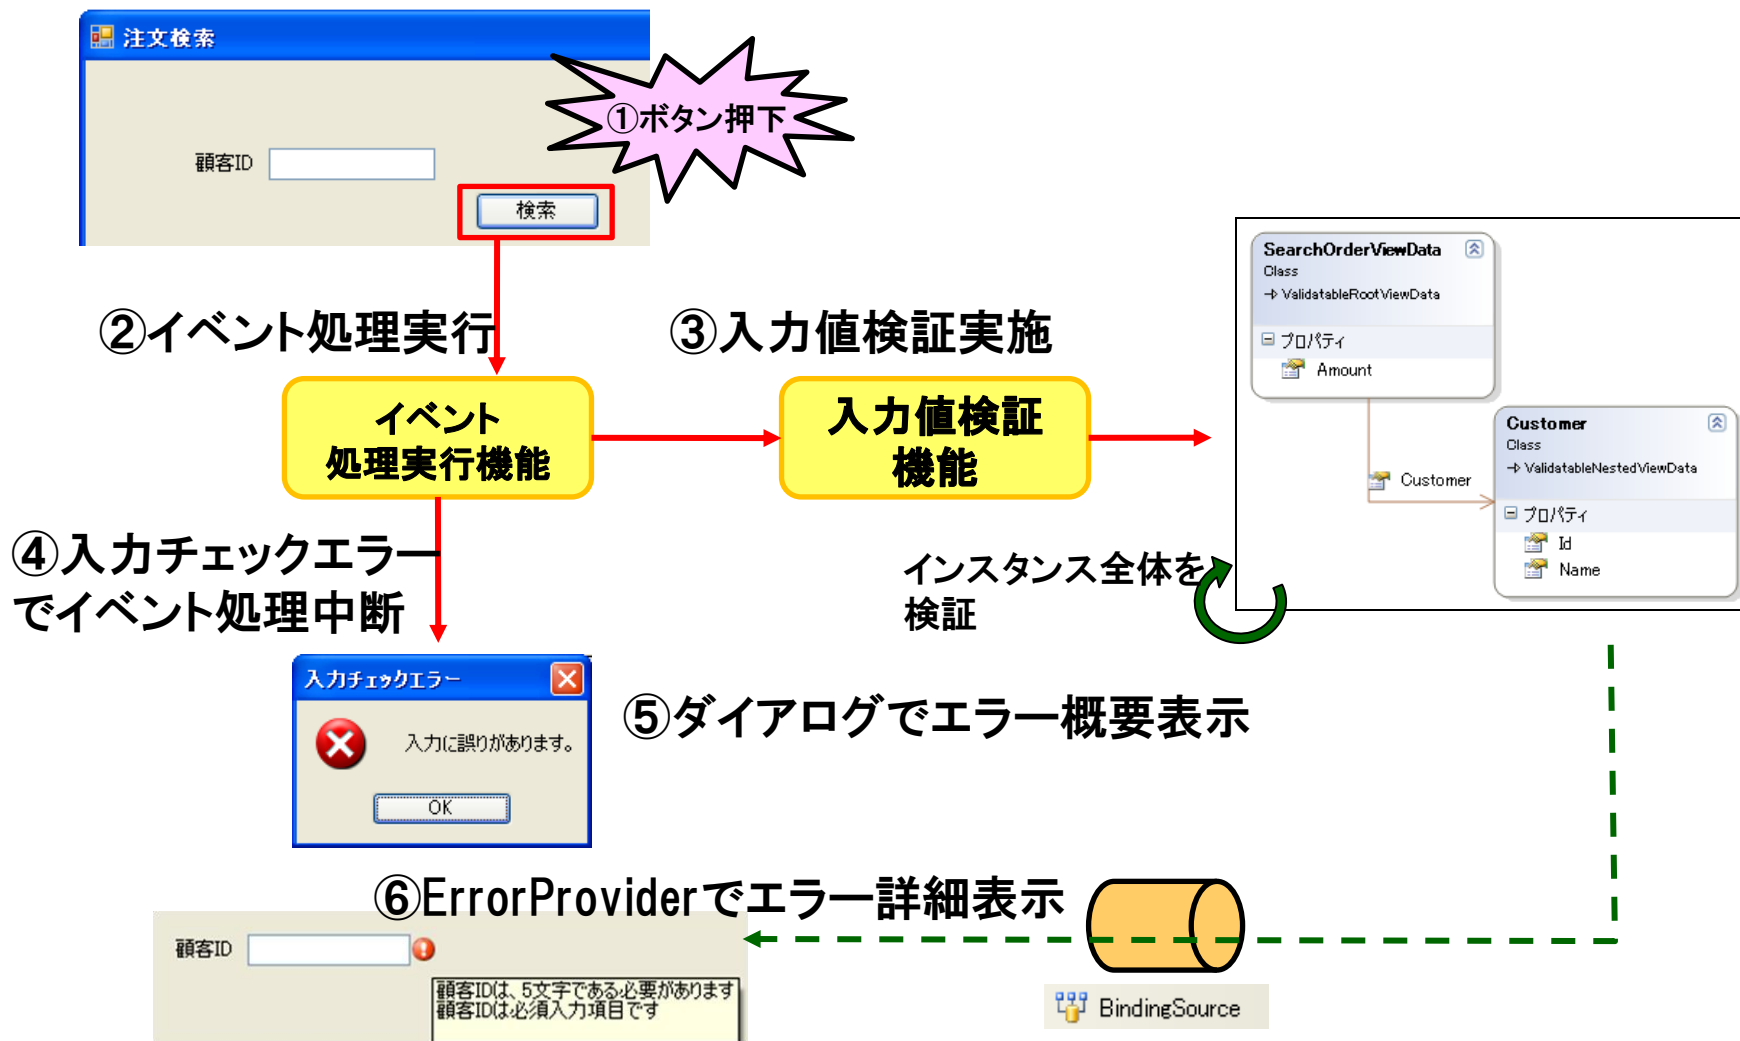 注文検索
①ボタン押下
顧客ID
検索
②イベント処理実行
③入力値検証実施
イベント
処理実行機能
入力値検証
機能
SearchOrderViewData
Class
ValidatableRootViewData
プロパティ
Amount
Customer
Customer
Class
ValidatableNestedViewData
プロパティ
Id
Name
④入力チェックエラー
でイベント処理中断
インスタンス全体を
検証
入力チェックエラー
入力に誤りがあります。
OK
⑤ダイアログでエラー概要表示
⑥ErrorProviderでエラー詳細表示
顧客ID
顧客IDは、5文字である必要があります
顧客IDは必須入力項目です
BindingSource